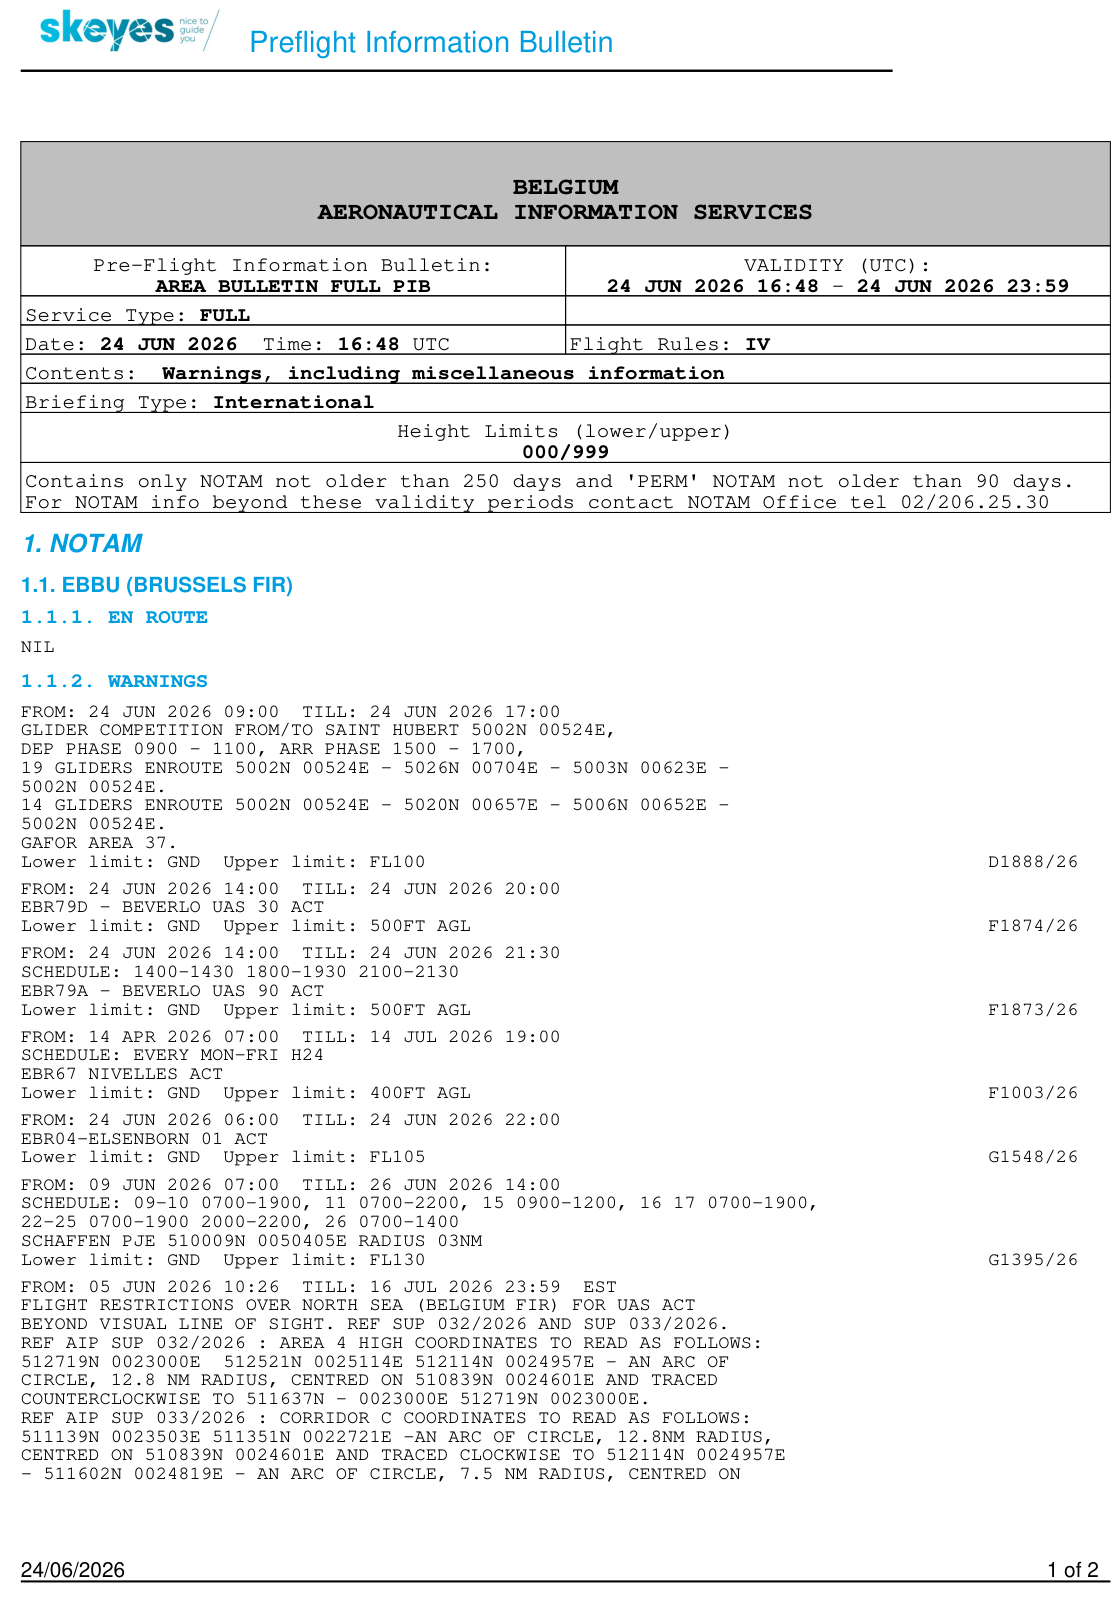 skeyes nice to guide you
Preflight Information Bulletin
BELGIUM
AERONAUTICAL INFORMATION SERVICES
Pre-Flight Information Bulletin:
AREA BULLETIN FULL PIB
VALIDITY (UTC):
24 JUN 2026 16:48 - 24 JUN 2026 23:59
Service Type: FULL
Date: 24 JUN 2026  Time: 16:48 UTC
Flight Rules: IV
Contents:  Warnings, including miscellaneous information
Briefing Type: International
Height Limits (lower/upper)
000/999
Contains only NOTAM not older than 250 days and 'PERM' NOTAM not older than 90 days.
For NOTAM info beyond these validity periods contact NOTAM Office tel 02/206.25.30
1. NOTAM
1.1. EBBU (BRUSSELS FIR)
1.1.1. EN ROUTE
NIL
1.1.2. WARNINGS
FROM: 24 JUN 2026 09:00  TILL: 24 JUN 2026 17:00
GLIDER COMPETITION FROM/TO SAINT HUBERT 5002N 00524E,
DEP PHASE 0900 - 1100, ARR PHASE 1500 - 1700,
19 GLIDERS ENROUTE 5002N 00524E - 5026N 00704E - 5003N 00623E -
5002N 00524E.
14 GLIDERS ENROUTE 5002N 00524E - 5020N 00657E - 5006N 00652E -
5002N 00524E.
GAFOR AREA 37.
Lower limit: GND  Upper limit: FL100 D1888/26
FROM: 24 JUN 2026 14:00  TILL: 24 JUN 2026 20:00
EBR79D - BEVERLO UAS 30 ACT
Lower limit: GND  Upper limit: 500FT AGL F1874/26
FROM: 24 JUN 2026 14:00  TILL: 24 JUN 2026 21:30
SCHEDULE: 1400-1430 1800-1930 2100-2130
EBR79A - BEVERLO UAS 90 ACT
Lower limit: GND  Upper limit: 500FT AGL F1873/26
FROM: 14 APR 2026 07:00  TILL: 14 JUL 2026 19:00
SCHEDULE: EVERY MON-FRI H24
EBR67 NIVELLES ACT
Lower limit: GND  Upper limit: 400FT AGL F1003/26
FROM: 24 JUN 2026 06:00  TILL: 24 JUN 2026 22:00
EBR04-ELSENBORN 01 ACT
Lower limit: GND  Upper limit: FL105 G1548/26
FROM: 09 JUN 2026 07:00  TILL: 26 JUN 2026 14:00
SCHEDULE: 09-10 0700-1900, 11 0700-2200, 15 0900-1200, 16 17 0700-1900,
22-25 0700-1900 2000-2200, 26 0700-1400
SCHAFFEN PJE 510009N 0050405E RADIUS 03NM
Lower limit: GND  Upper limit: FL130 G1395/26
FROM: 05 JUN 2026 10:26  TILL: 16 JUL 2026 23:59  EST
FLIGHT RESTRICTIONS OVER NORTH SEA (BELGIUM FIR) FOR UAS ACT
BEYOND VISUAL LINE OF SIGHT. REF SUP 032/2026 AND SUP 033/2026.
REF AIP SUP 032/2026 : AREA 4 HIGH COORDINATES TO READ AS FOLLOWS:
512719N 0023000E  512521N 0025114E 512114N 0024957E - AN ARC OF
CIRCLE, 12.8 NM RADIUS, CENTRED ON 510839N 0024601E AND TRACED
COUNTERCLOCKWISE TO 511637N - 0023000E 512719N 0023000E.
REF AIP SUP 033/2026 : CORRIDOR C COORDINATES TO READ AS FOLLOWS:
511139N 0023503E 511351N 0022721E -AN ARC OF CIRCLE, 12.8NM RADIUS,
CENTRED ON 510839N 0024601E AND TRACED CLOCKWISE TO 512114N 0024957E
- 511602N 0024819E - AN ARC OF CIRCLE, 7.5 NM RADIUS, CENTRED ON
24/06/2026 1 of 2